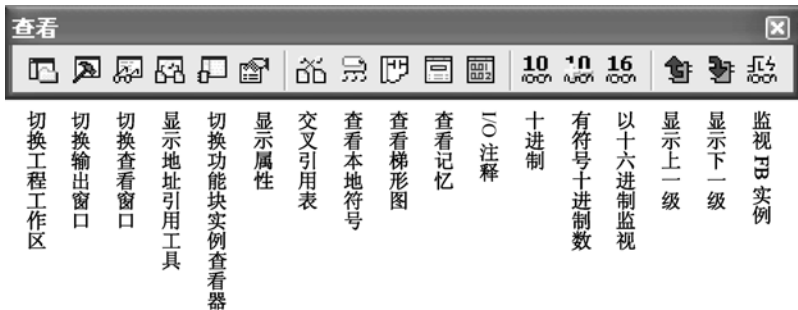 查看
10
10
16
切换工程工作区
切换输出窗口
切换查看窗口
显示地址引用工具
切换功能块实例查看器
显示属性
交叉引用表
查看本地符号
查看梯形图
查看记忆
I/O 注释
十进制
有符号十进制数
以十六进制监视
显示上一级
显示下一级
监视 FB 实例